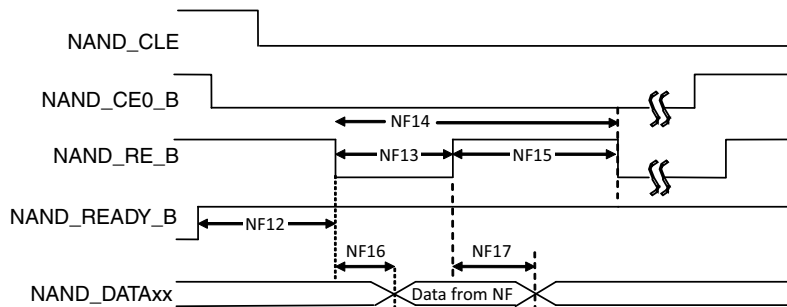 NAND_CLE
NAND_CE0_B
NF14
NAND_RE_B
NF13
NF15
NAND_READY_B
NF12
NF16
NF17
NAND_DATAxx
Data from NF